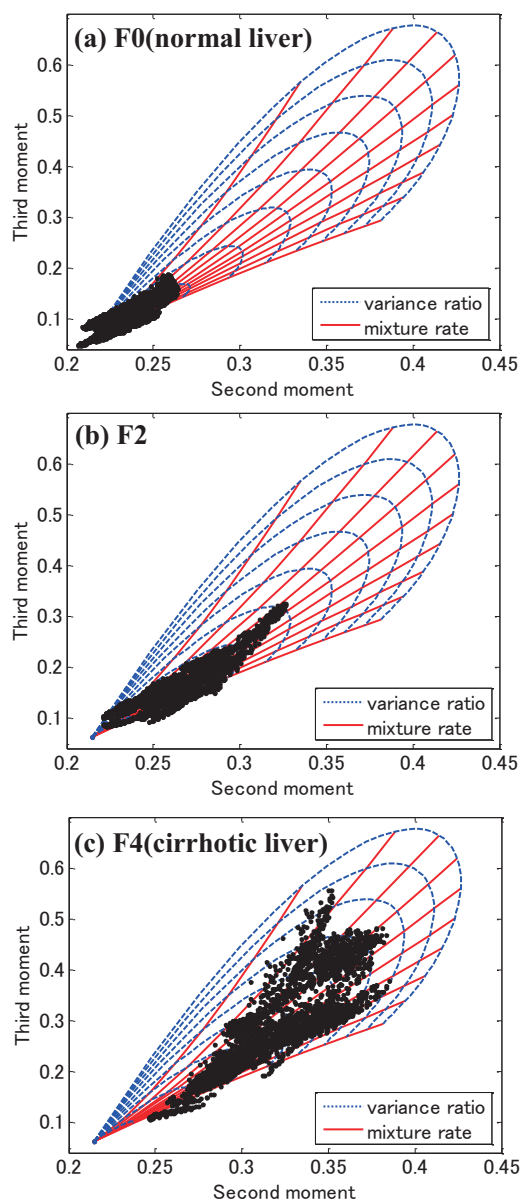 (a) F0(normal liver)
Third moment
0.6
0.5
0.4
0.3
0.2
0.1
variance ratio
mixture rate
0.2 0.25 0.3 0.35 0.4 0.45
Second moment
(b) F2
Third moment
0.6
0.5
0.4
0.3
0.2
0.1
variance ratio
mixture rate
0.2 0.25 0.3 0.35 0.4 0.45
Second moment
(c) F4(cirrhotic liver)
Third moment
0.6
0.5
0.4
0.3
0.2
0.1
variance ratio
mixture rate
0.2 0.25 0.3 0.35 0.4 0.45
Second moment